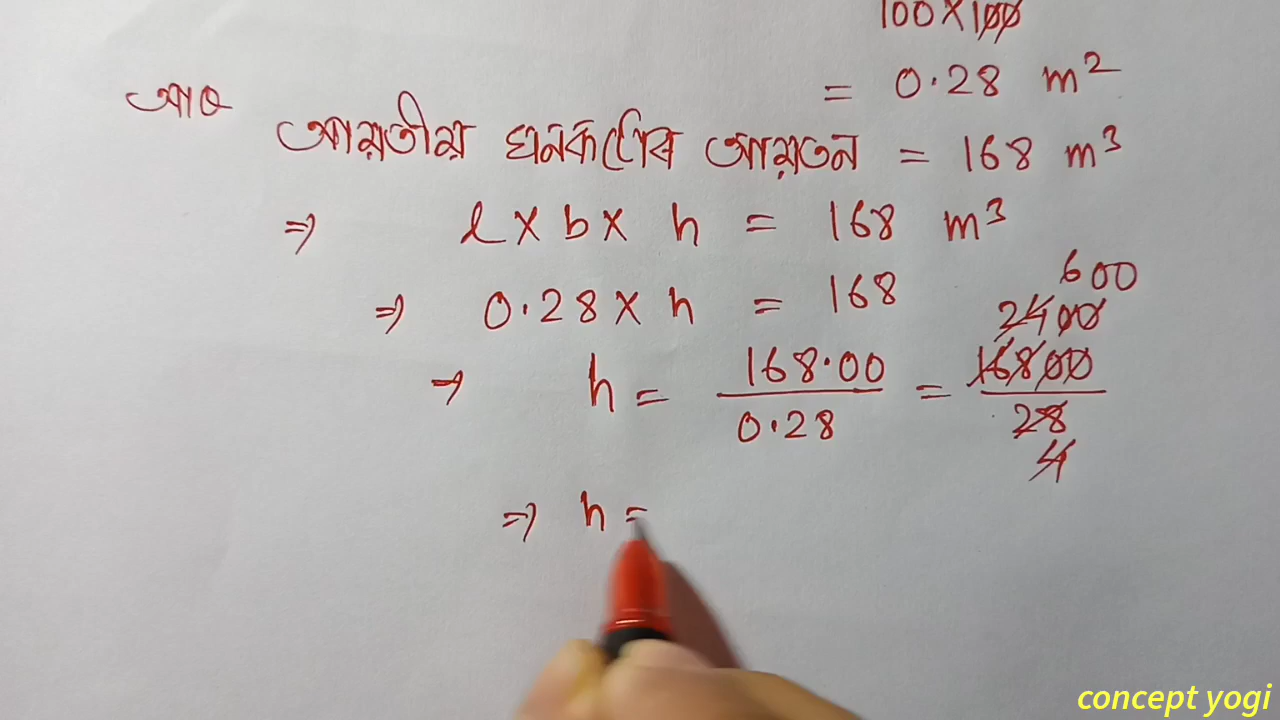 100 × 100
= 0.28 m²
আৰু
আয়তীয় ঘনকটোৰ আয়তন = 168 m³
⇒ l × b × h = 168 m³
⇒ 0.28 × h = 168
600
2400
⇒ h = 168.00 / 0.28 = 16800 / 28
4
⇒ h =
concept yogi